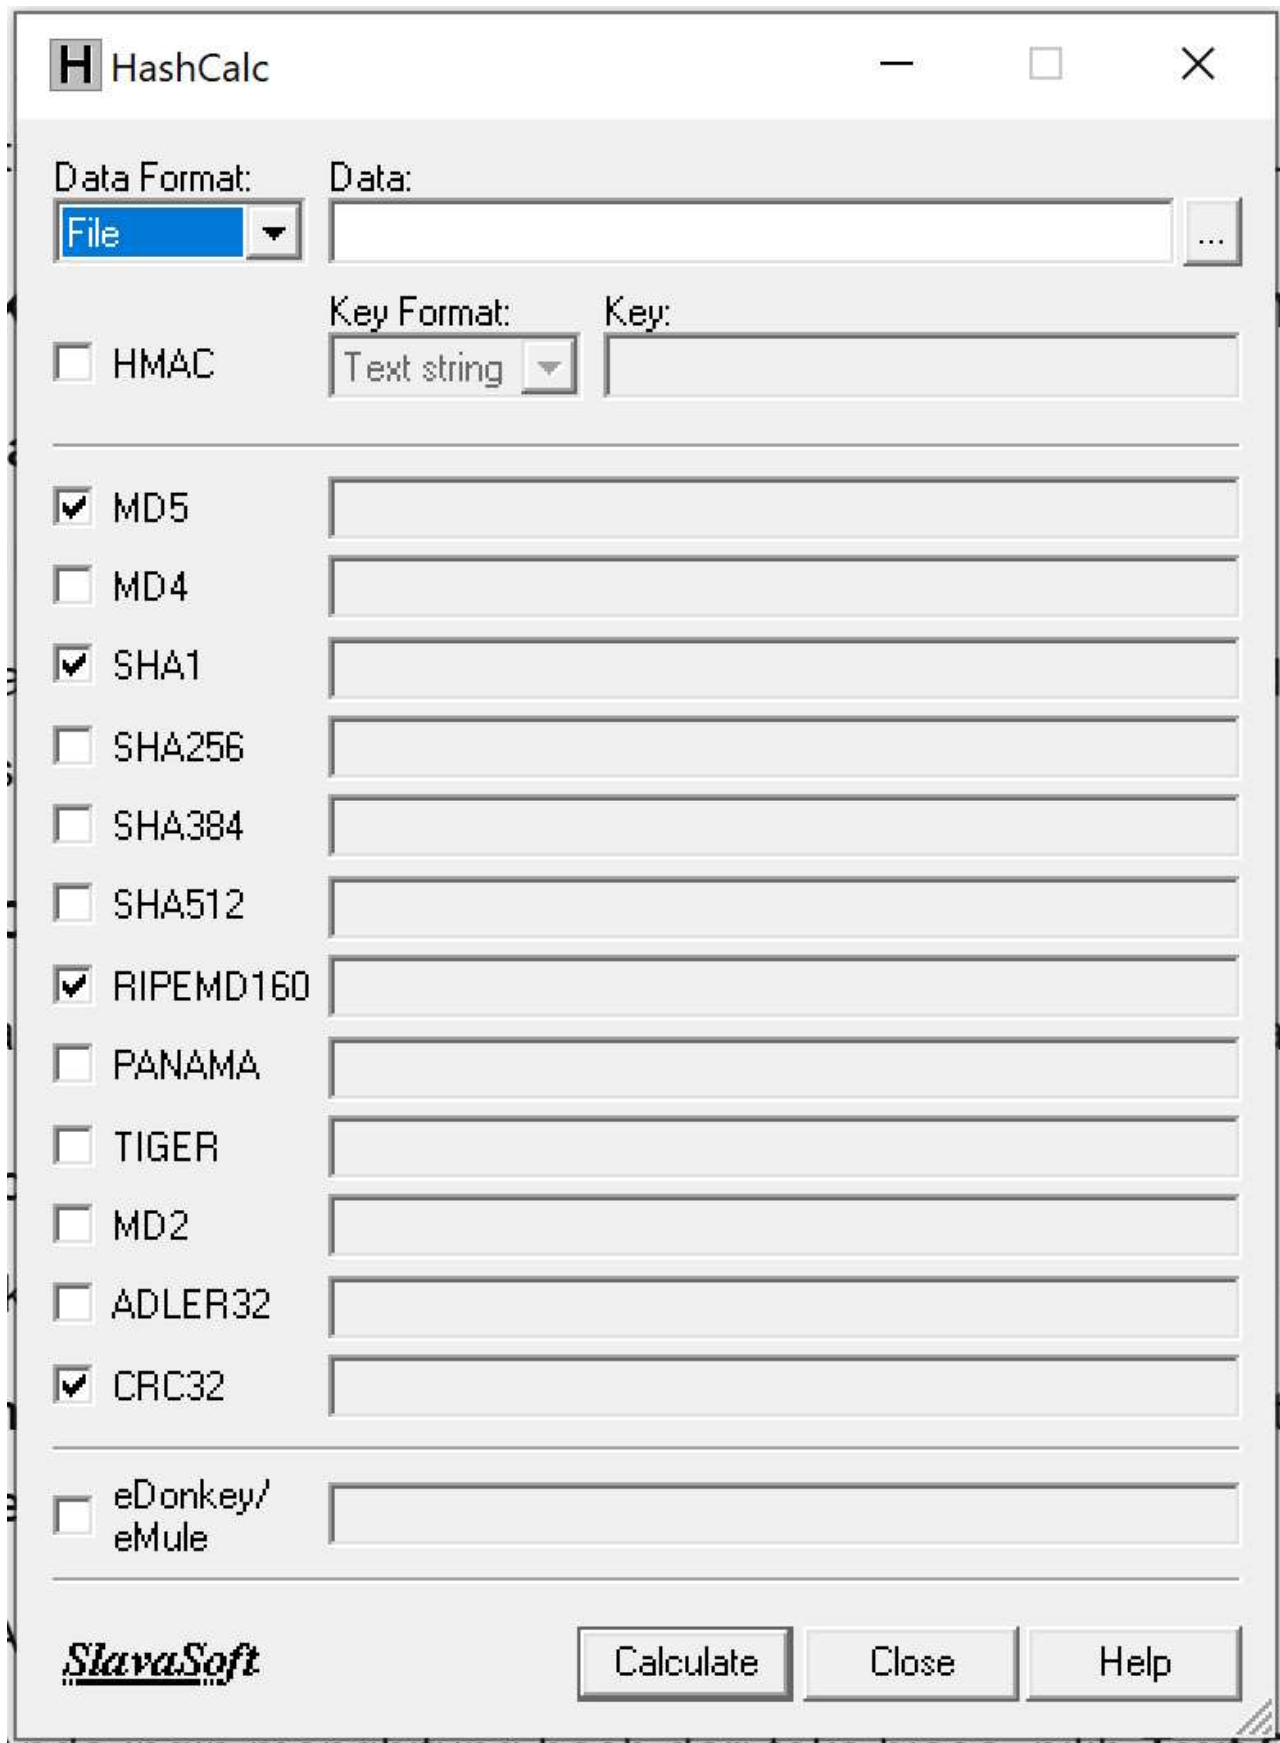 H HashCalc
Data Format: Data:
File ...
Key Format: Key:
HMAC Text string
MD5
MD4
SHA1
SHA256
SHA384
SHA512
RIPEMD160
PANAMA
TIGER
MD2
ADLER32
CRC32
eDonkey/
eMule
SlavaSoft Calculate Close Help